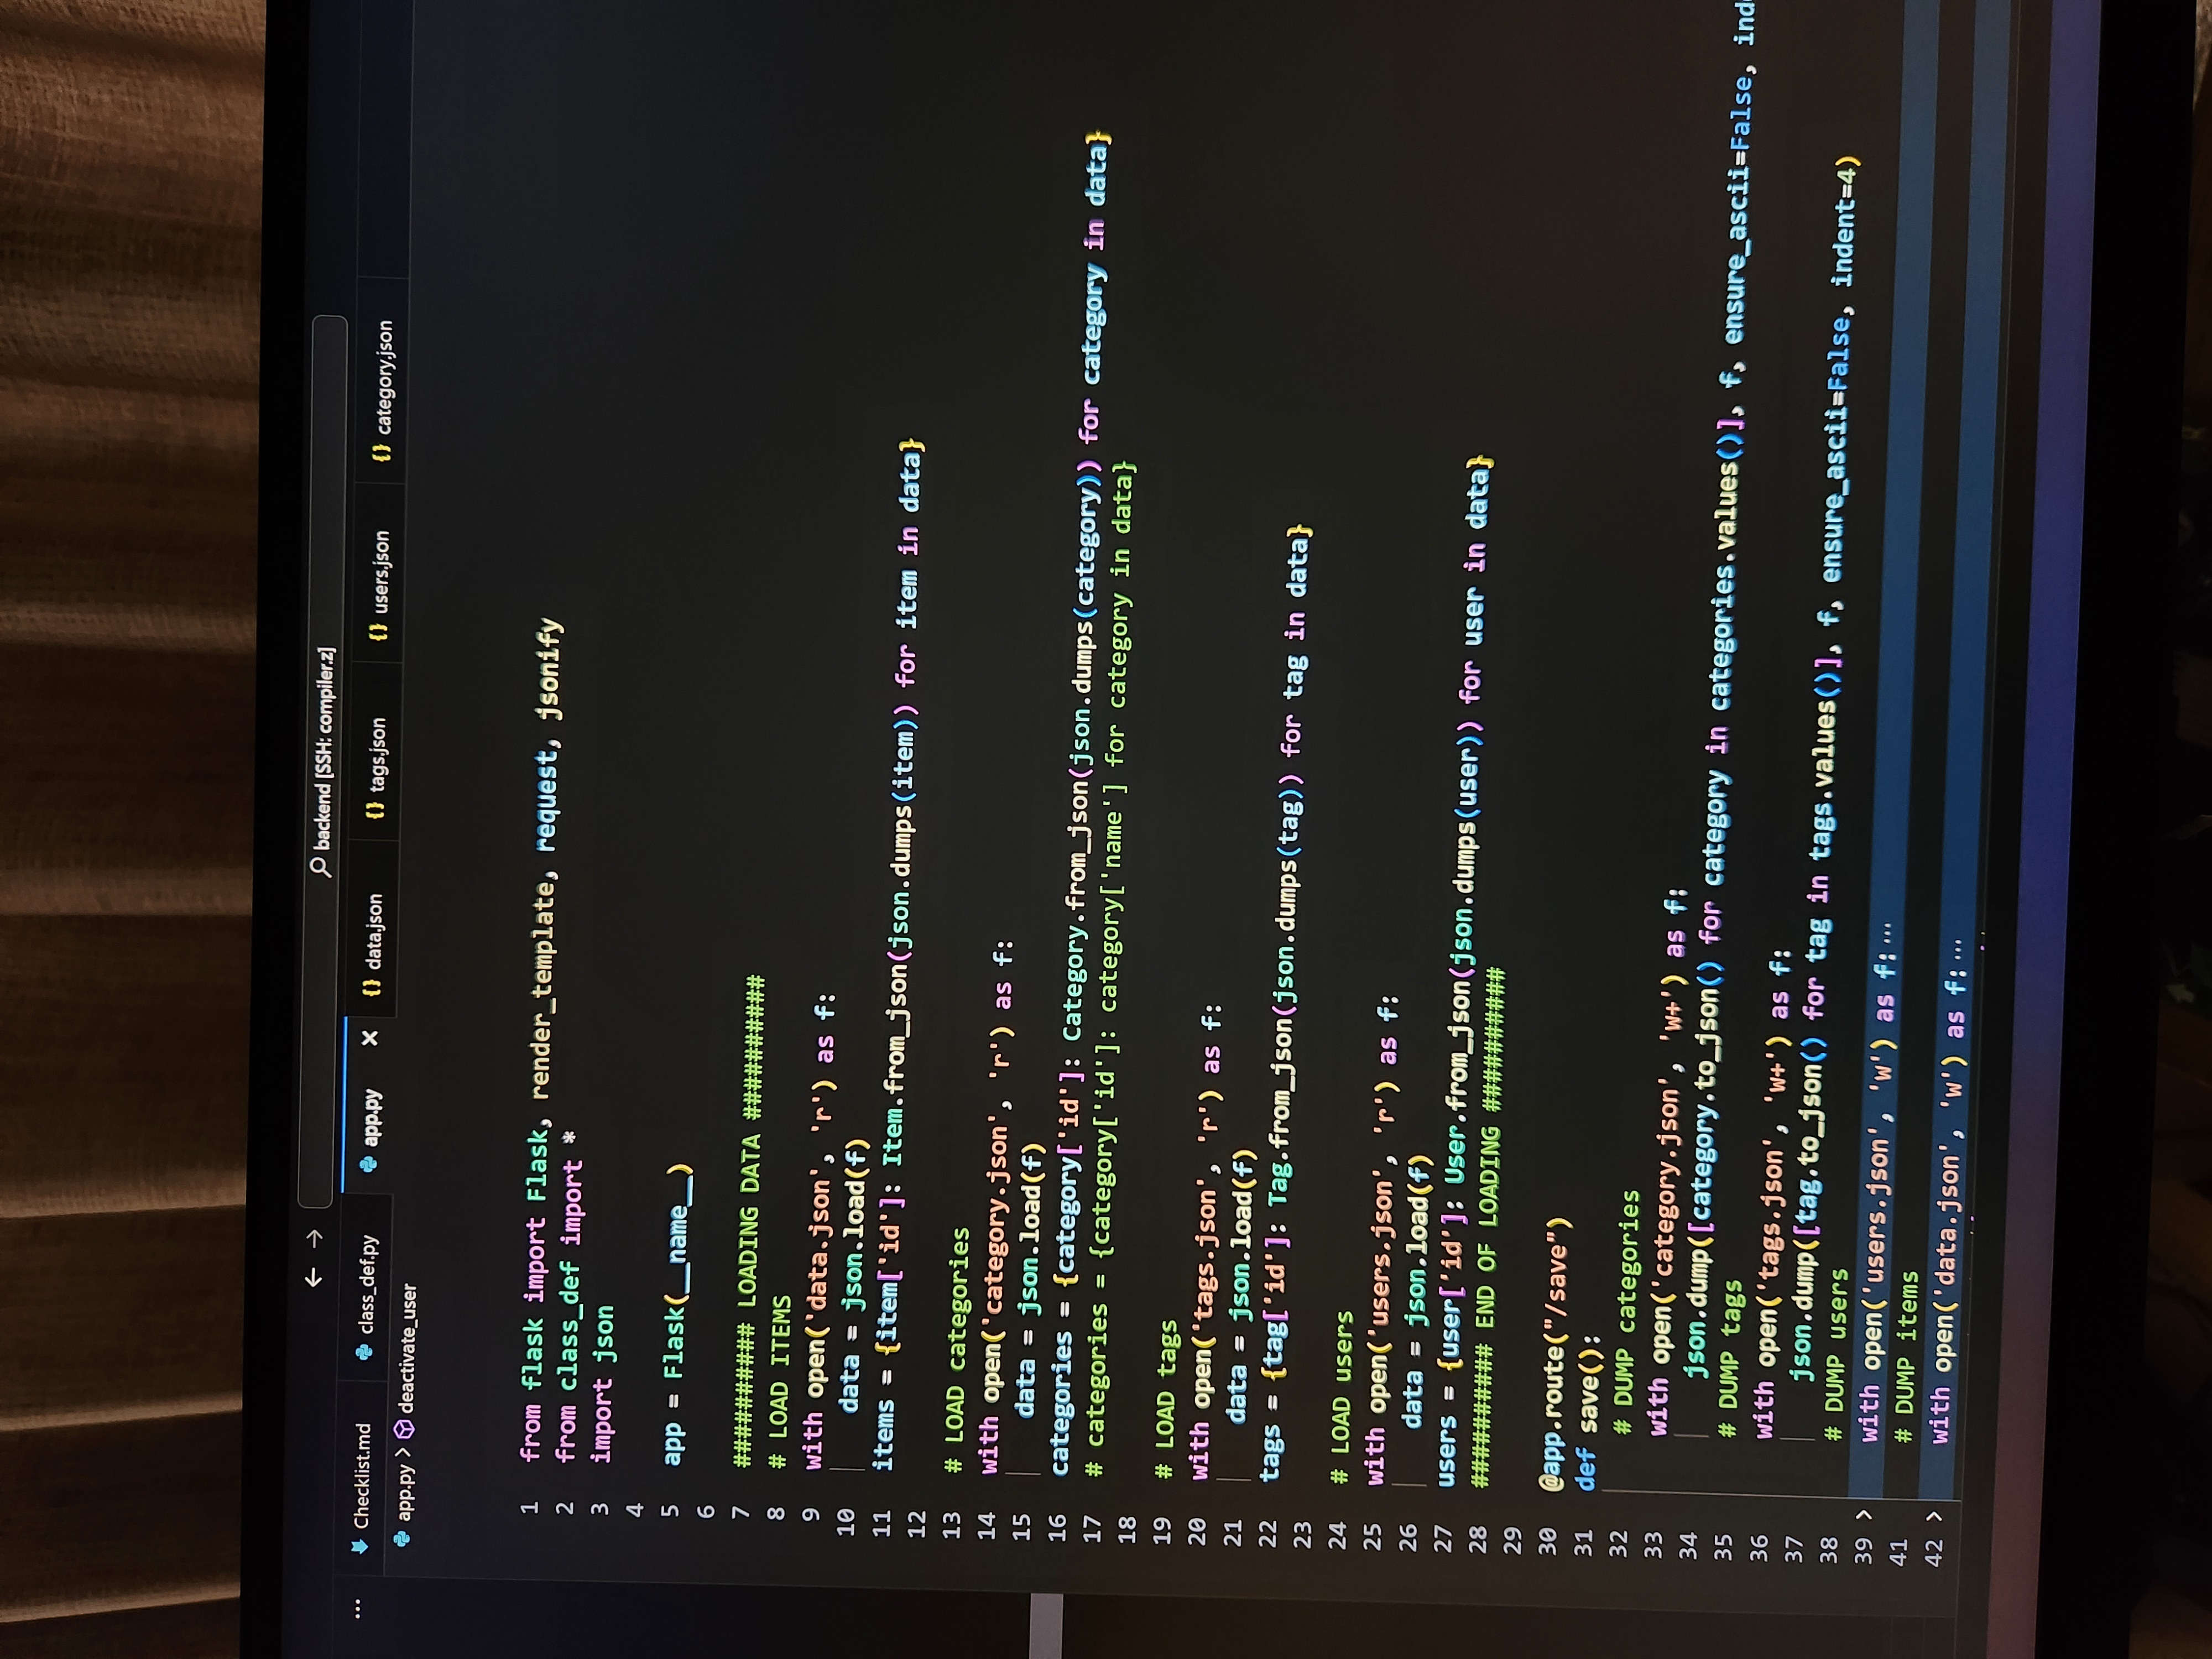 backend [SSH: compiler.z]
... Checklist.md class_def.py app.py data.json tags.json users.json category.json
app.py > deactivate_user
1 from flask import Flask, render_template, request, jsonify
2 from class_def import *
3 import json
4
5 app = Flask(__name__)
6
7 ########## LOADING DATA ##########
8 # LOAD ITEMS
9 with open('data.json', 'r') as f:
10     data = json.load(f)
11 items = {item['id']: Item.from_json(json.dumps(item)) for item in data}
12
13 # LOAD categories
14 with open('category.json', 'r') as f:
15     data = json.load(f)
16 categories = {category['id']: Category.from_json(json.dumps(category)) for category in data}
17 # categories = {category['id']: category['name'] for category in data}
18
19 # LOAD tags
20 with open('tags.json', 'r') as f:
21     data = json.load(f)
22 tags = {tag['id']: Tag.from_json(json.dumps(tag)) for tag in data}
23
24 # LOAD users
25 with open('users.json', 'r') as f:
26     data = json.load(f)
27 users = {user['id']: User.from_json(json.dumps(user)) for user in data}
28 ########## END OF LOADING ##########
29
30 @app.route("/save")
31 def save():
32     # DUMP categories
33     with open('category.json', 'w+') as f:
34         json.dump([category.to_json() for category in categories.values()], f, ensure_ascii=False, ind
35     # DUMP tags
36     with open('tags.json', 'w+') as f:
37         json.dump([tag.to_json() for tag in tags.values()], f, ensure_ascii=False, indent=4)
38     # DUMP users
39 >     with open('users.json', 'w') as f:...
41     # DUMP items
42 >     with open('data.json', 'w') as f:...